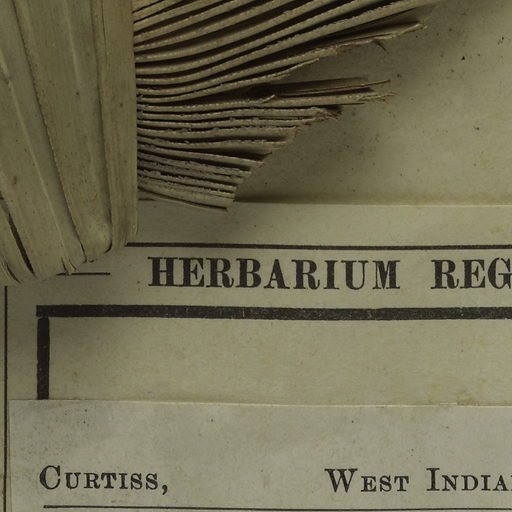 HERBARIUM REG
CURTISS, WEST INDIA